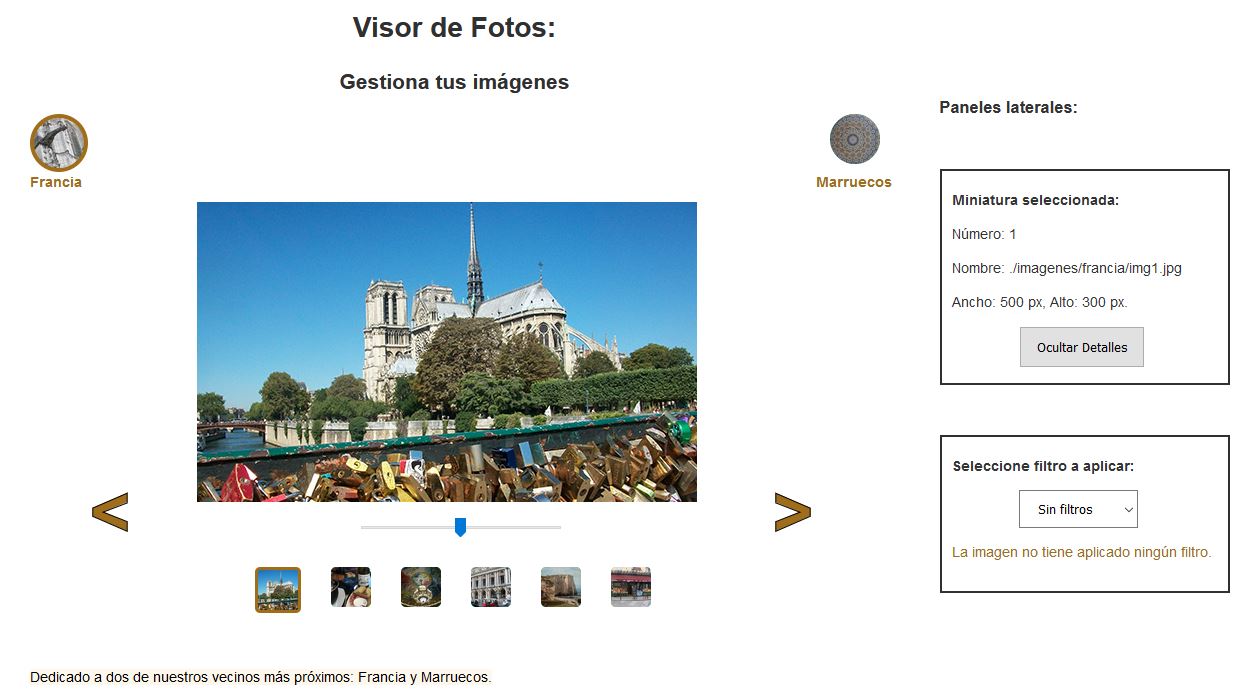 Visor de Fotos:
Gestiona tus imágenes
Francia
Marruecos
<
>
Paneles laterales:
Miniatura seleccionada:
Número: 1
Nombre: ./imagenes/francia/img1.jpg
Ancho: 500 px, Alto: 300 px.
Ocultar Detalles
Seleccione filtro a aplicar:
Sin filtros
La imagen no tiene aplicado ningún filtro.
Dedicado a dos de nuestros vecinos más próximos: Francia y Marruecos.